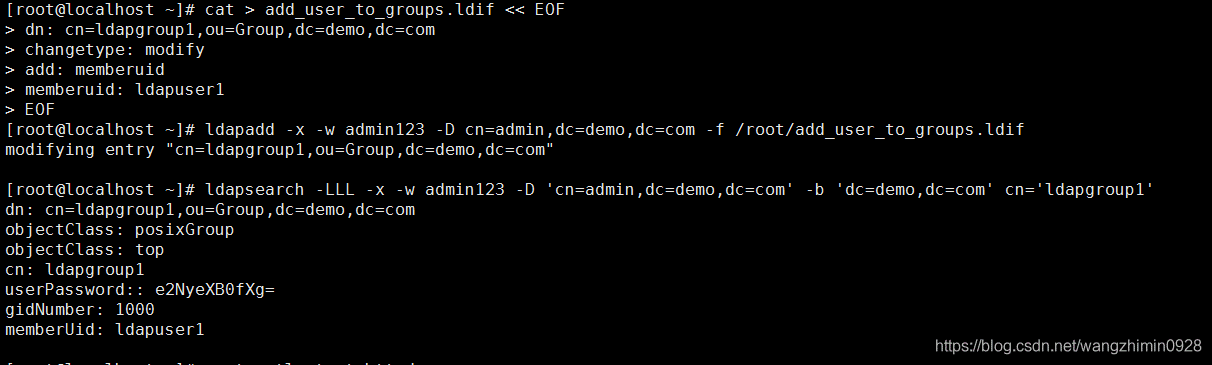 [root@localhost ~]# cat > add_user_to_groups.ldif << EOF
> dn: cn=ldapgroup1,ou=Group,dc=demo,dc=com
> changetype: modify
> add: memberuid
> memberuid: ldapuser1
> EOF
[root@localhost ~]# ldapadd -x -w admin123 -D cn=admin,dc=demo,dc=com -f /root/add_user_to_groups.ldif
modifying entry "cn=ldapgroup1,ou=Group,dc=demo,dc=com"
[root@localhost ~]# ldapsearch -LLL -x -w admin123 -D 'cn=admin,dc=demo,dc=com' -b 'dc=demo,dc=com' cn='ldapgroup1'
dn: cn=ldapgroup1,ou=Group,dc=demo,dc=com
objectClass: posixGroup
objectClass: top
cn: ldapgroup1
userPassword:: e2NyeXB0fXg=
gidNumber: 1000
memberUid: ldapuser1
https://blog.csdn.net/wangzhimin0928